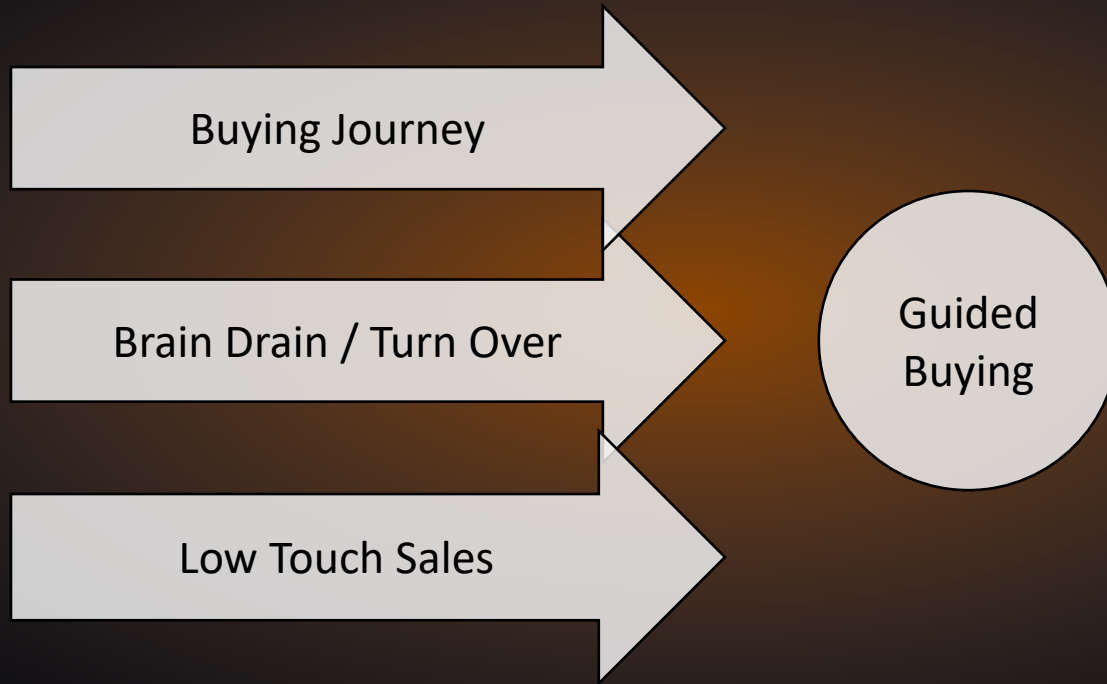 Buying Journey
Brain Drain / Turn Over
Low Touch Sales
Guided
Buying